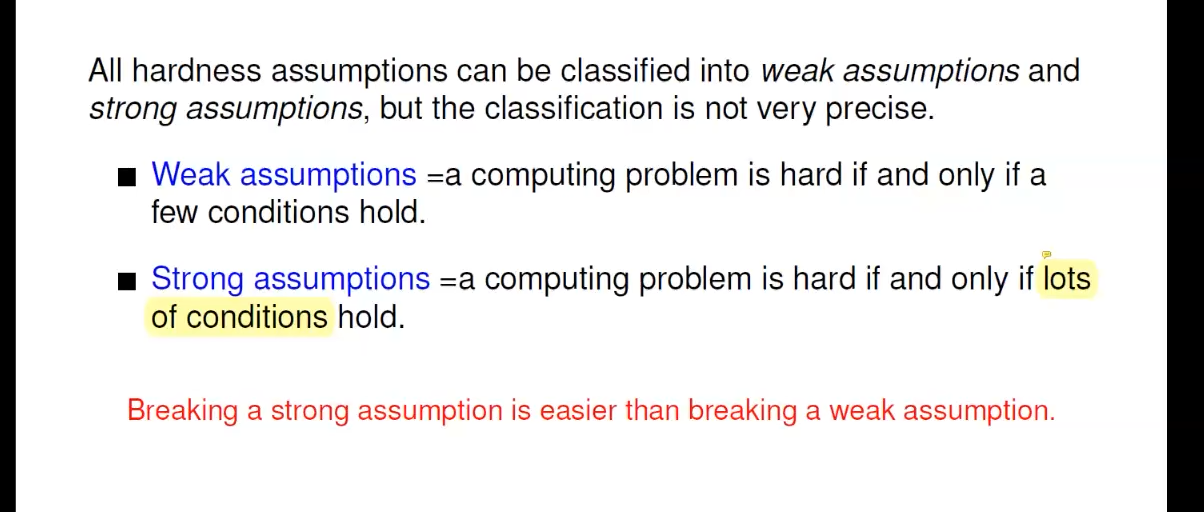 All hardness assumptions can be classified into weak assumptions and
strong assumptions, but the classification is not very precise.
Weak assumptions =a computing problem is hard if and only if a
few conditions hold.
Strong assumptions =a computing problem is hard if and only if lots
of conditions hold.
Breaking a strong assumption is easier than breaking a weak assumption.